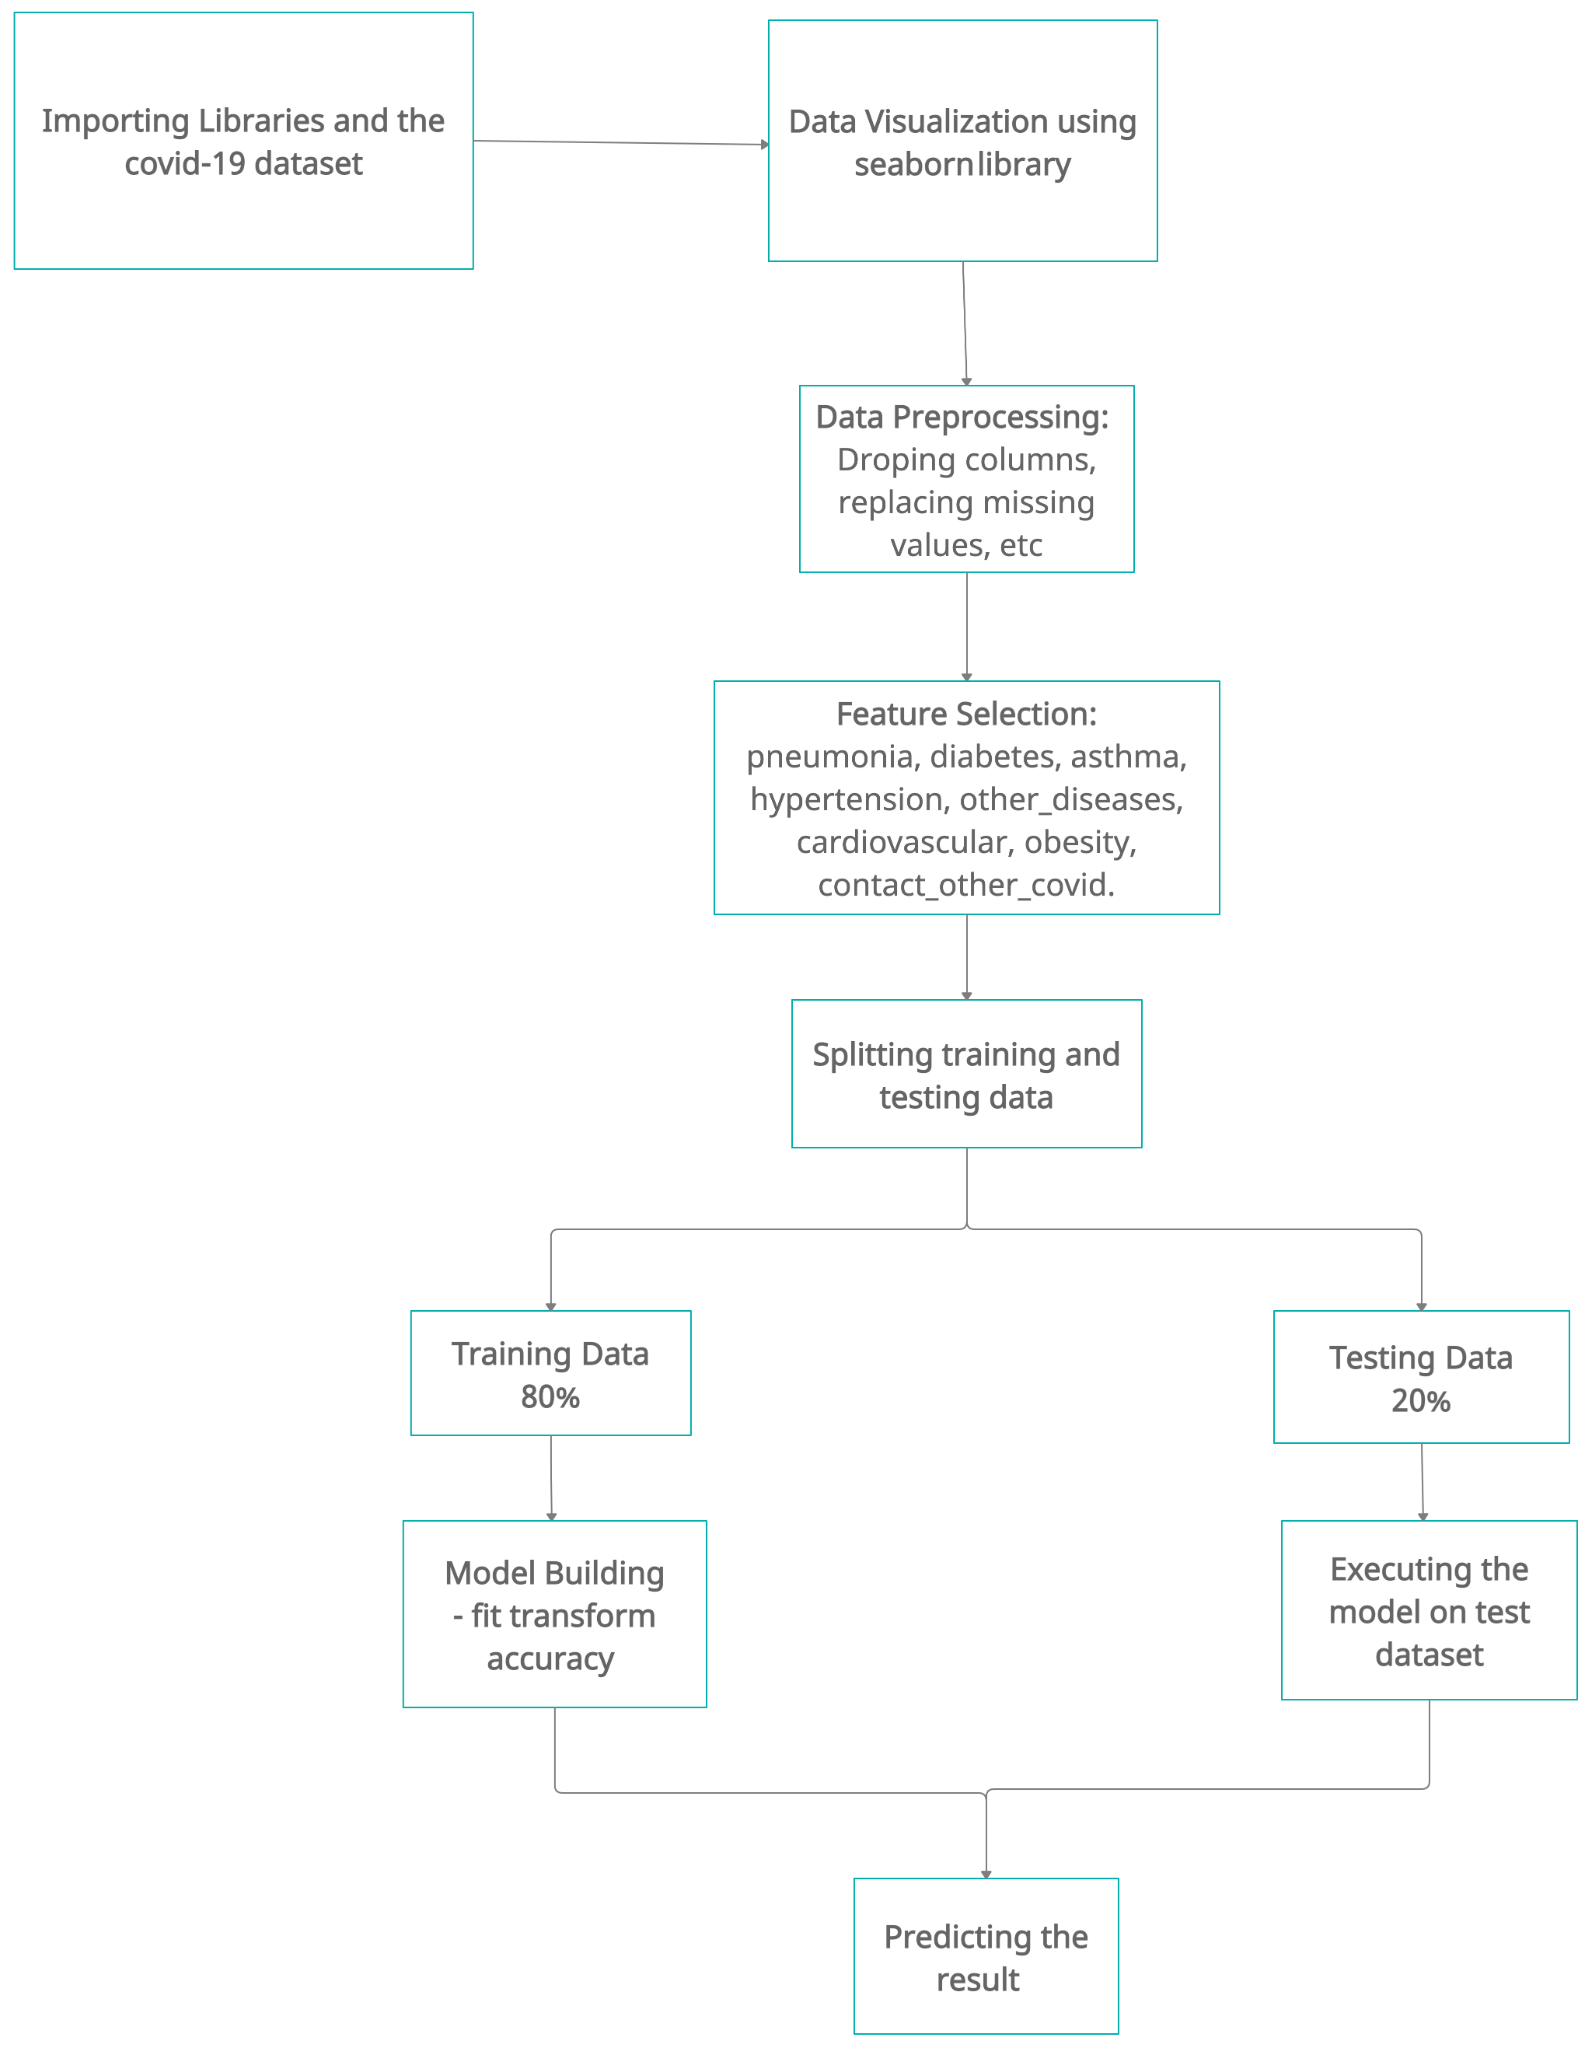 Importing Libraries and the
covid-19 dataset
Data Visualization using
seaborn library
Data Preprocessing:
Droping columns,
replacing missing
values, etc
Feature Selection:
pneumonia, diabetes, asthma,
hypertension, other_diseases,
cardiovascular, obesity,
contact_other_covid.
Splitting training and
testing data
Training Data
80%
Testing Data
20%
Model Building
- fit transform
accuracy
Executing the
model on test
dataset
Predicting the
result